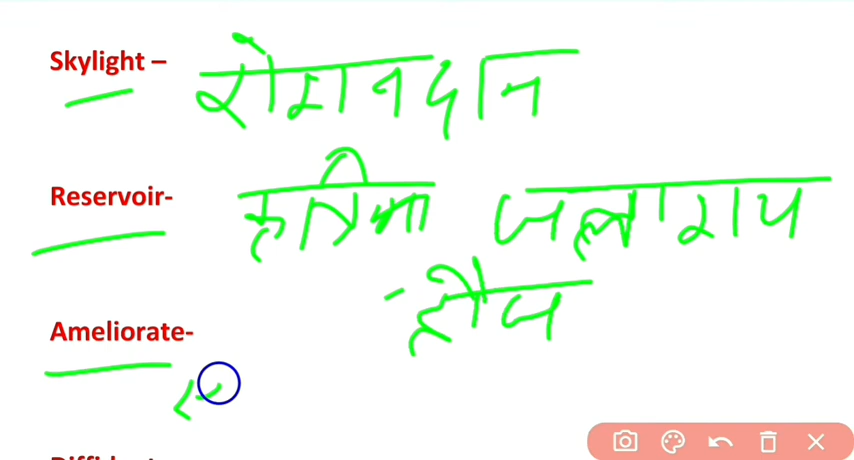 Skylight – रोशनदान
Reservoir- कृत्रिम जलाशय
- हौज
Ameliorate-